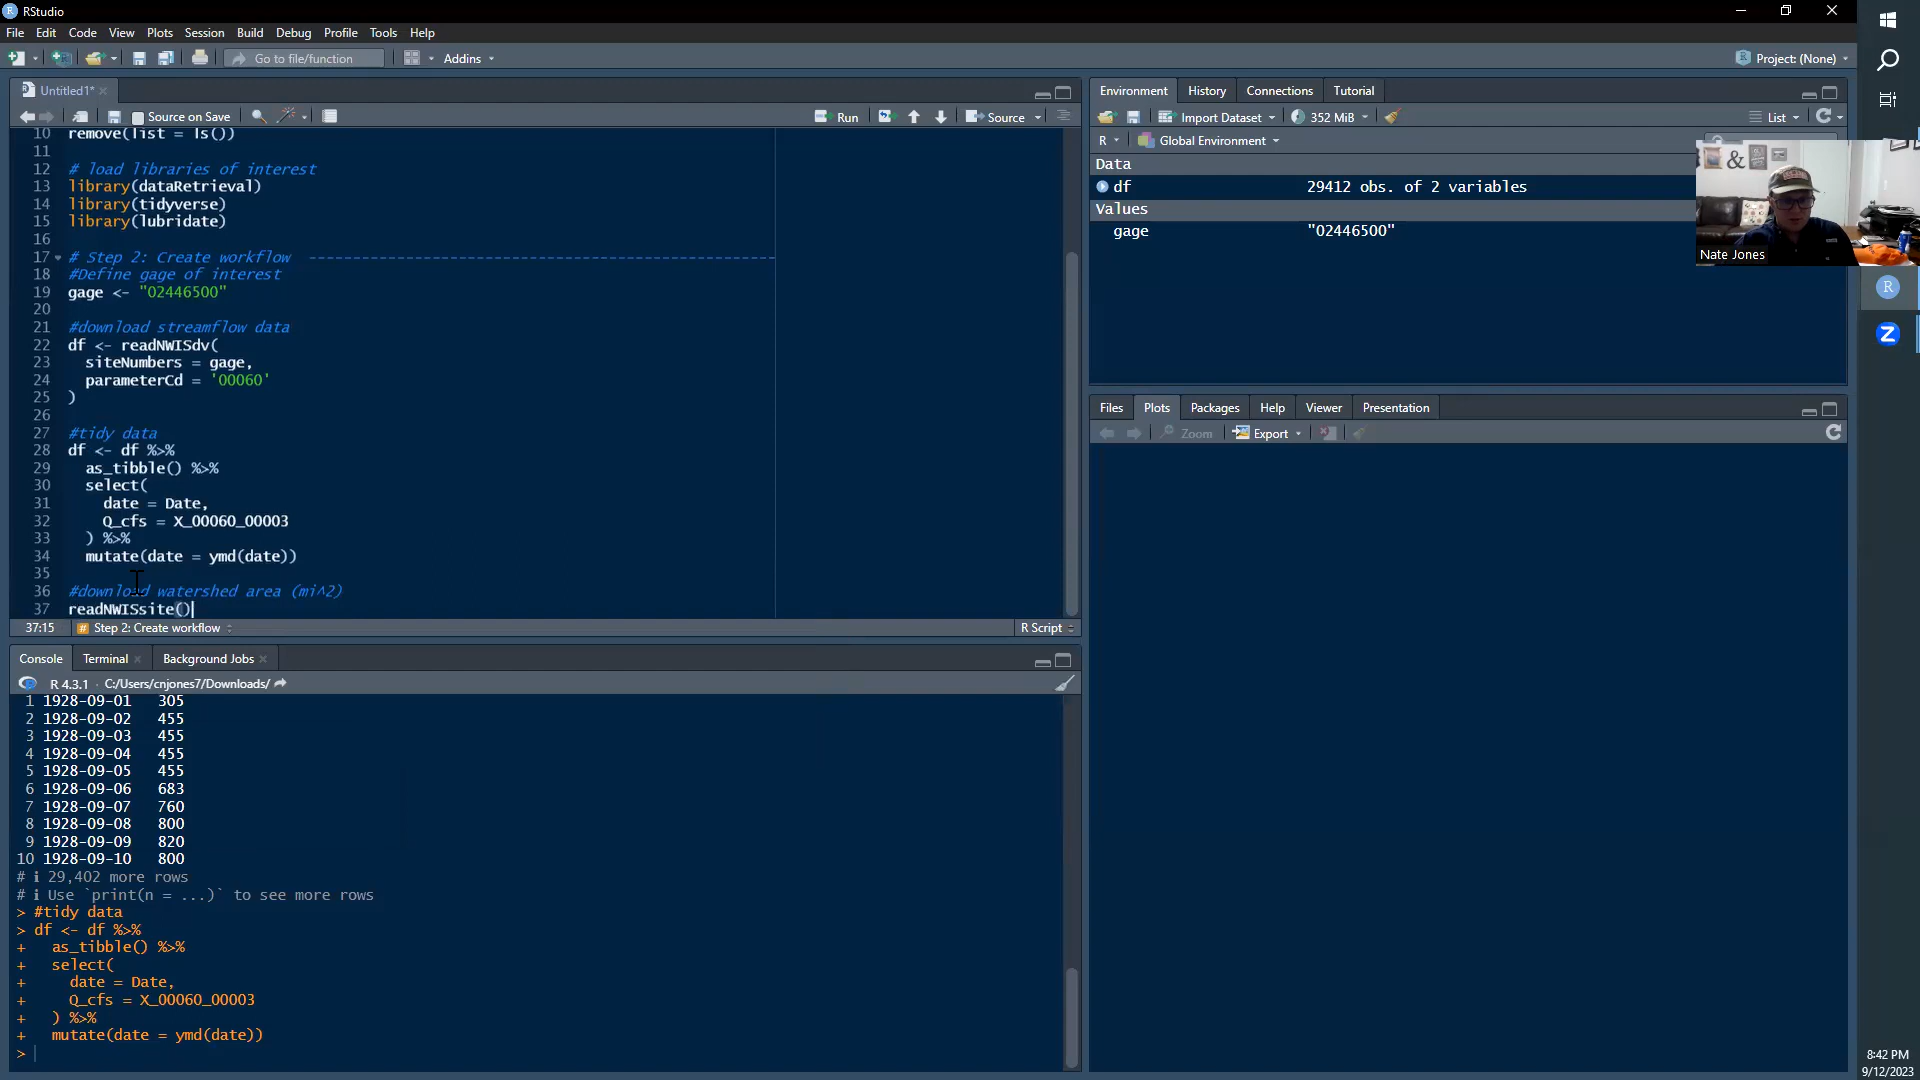 RStudio
File Edit Code View Plots Session Build Debug Profile Tools Help
Go to file/function Addins Project: (None)
Untitled1*
Source on Save Run Source
10 remove(list = ls())
11
12 # load libraries of interest
13 library(dataRetrieval)
14 library(tidyverse)
15 library(lubridate)
16
17 # Step 2: Create workflow ----------------------------------------------------
18 #Define gage of interest
19 gage <- "02446500"
20
21 #download streamflow data
22 df <- readNWISdv(
23 siteNumbers = gage,
24 parameterCd = '00060'
25 )
26
27 #tidy data
28 df <- df %>%
29 as_tibble() %>%
30 select(
31 date = Date,
32 Q_cfs = X_00060_00003
33 ) %>%
34 mutate(date = ymd(date))
35
36 #download watershed area (mi^2)
37 readNWISsite()
37:15 # Step 2: Create workflow R Script
Console Terminal Background Jobs
R 4.3.1 · C:/Users/cnjones7/Downloads/
1 1928-09-01 305
2 1928-09-02 455
3 1928-09-03 455
4 1928-09-04 455
5 1928-09-05 455
6 1928-09-06 683
7 1928-09-07 760
8 1928-09-08 800
9 1928-09-09 820
10 1928-09-10 800
# ℹ 29,402 more rows
# ℹ Use `print(n = ...)` to see more rows
> #tidy data
> df <- df %>%
+ as_tibble() %>%
+ select(
+ date = Date,
+ Q_cfs = X_00060_00003
+ ) %>%
+ mutate(date = ymd(date))
>
Environment History Connections Tutorial
Import Dataset 352 MiB List
R Global Environment
Data
df 29412 obs. of 2 variables
Values
gage "02446500"
Files Plots Packages Help Viewer Presentation
Zoom Export
&
Nate Jones
R
Z
8:42 PM
9/12/2023